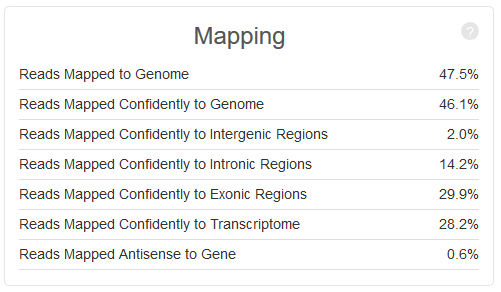 Mapping
?
Reads Mapped to Genome 47.5%
Reads Mapped Confidently to Genome 46.1%
Reads Mapped Confidently to Intergenic Regions 2.0%
Reads Mapped Confidently to Intronic Regions 14.2%
Reads Mapped Confidently to Exonic Regions 29.9%
Reads Mapped Confidently to Transcriptome 28.2%
Reads Mapped Antisense to Gene 0.6%